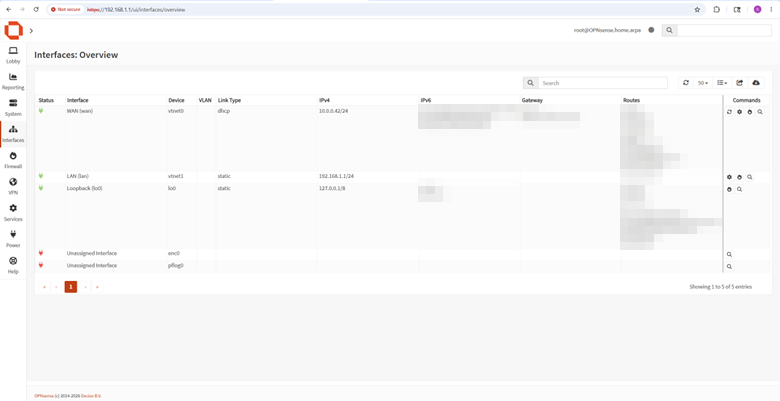 Not secure https://192.168.1.1/ui/interfaces/overview
root@OPNsense.home.arpa
Lobby
Reporting
System
Interfaces
Firewall
VPN
Services
Power
Help
Interfaces: Overview
Search
50
Status Interface Device VLAN Link Type IPv4 IPv6 Gateway Routes Commands
WAN (wan) vtnet0 dhcp 10.0.0.42/24
LAN (lan) vtnet1 static 192.168.1.1/24
Loopback (lo0) lo0 static 127.0.0.1/8
Unassigned Interface enc0
Unassigned Interface pflog0
« ‹ 1 › »
Showing 1 to 5 of 5 entries
OPNsense (c) 2014-2026 Deciso B.V.